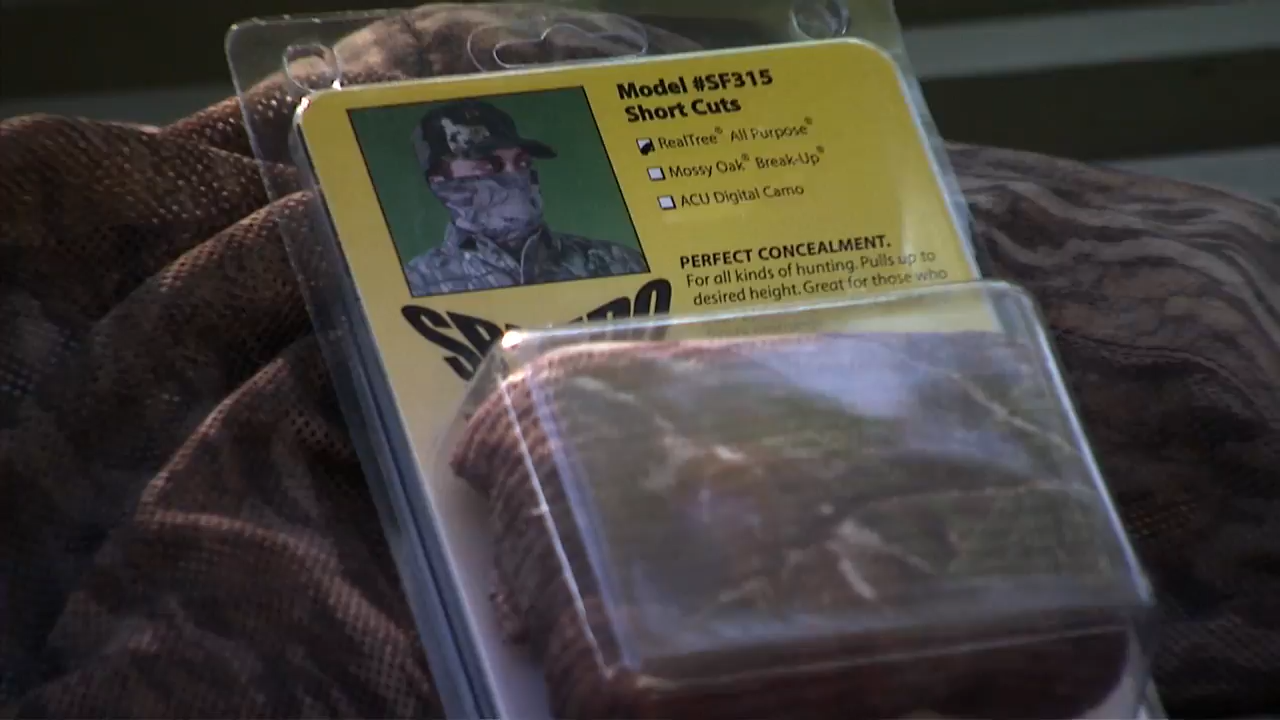 Model #SF315
Short Cuts
RealTree® All Purpose®
Mossy Oak® Break-Up®
ACU Digital Camo
PERFECT CONCEALMENT.
For all kinds of hunting. Pulls up to
desired height. Great for those who